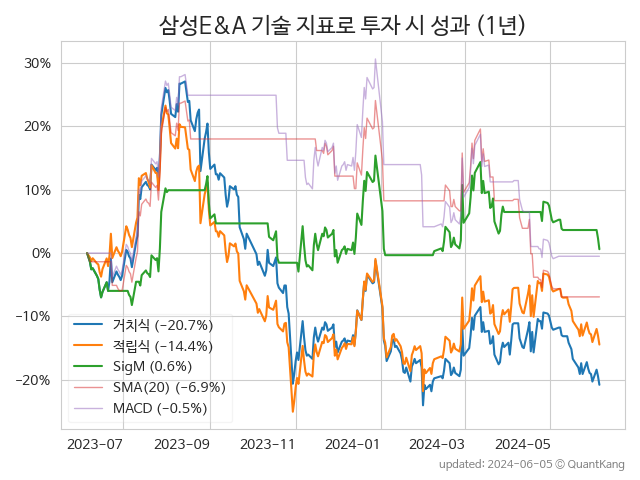 삼성E&A 기술 지표로 투자 시 성과 (1년)
30%
20%
10%
0%
−10%
−20%
거치식 (−20.7%)
적립식 (−14.4%)
SigM (0.6%)
SMA(20) (−6.9%)
MACD (−0.5%)
2023−07
2023−09
2023−11
2024−01
2024−03
2024−05
updated: 2024−06−05 © QuantKang